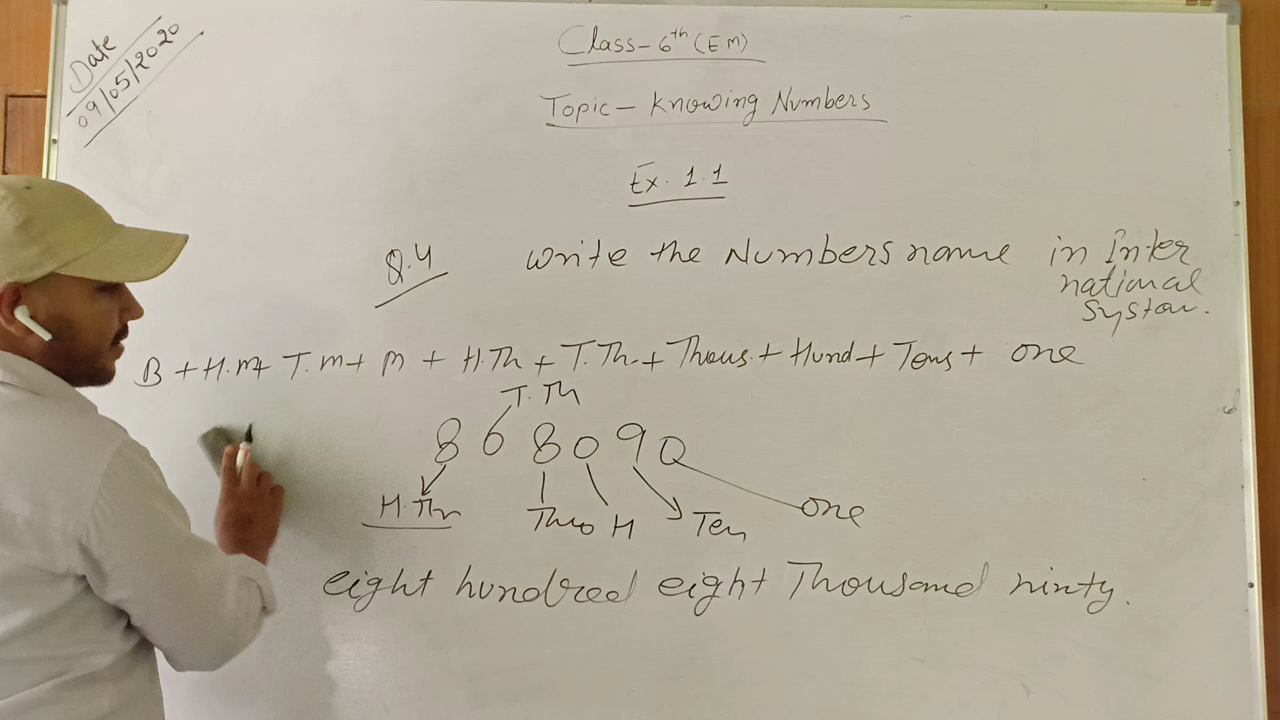 Date
09/05/2020
Class-6th (E.M)
Topic- Knowing Numbers
Ex. 1.1
Q.4 Write the Numbers name in Inter
national
System.
B + H.m+ T.m+ m + H.Th + T.Th+ Thous.+ Hund+ Tens+ one
T.Th
8 6 8 0 9 0
H.Th Tho H Ten one
eight hundred eight Thousand ninty.